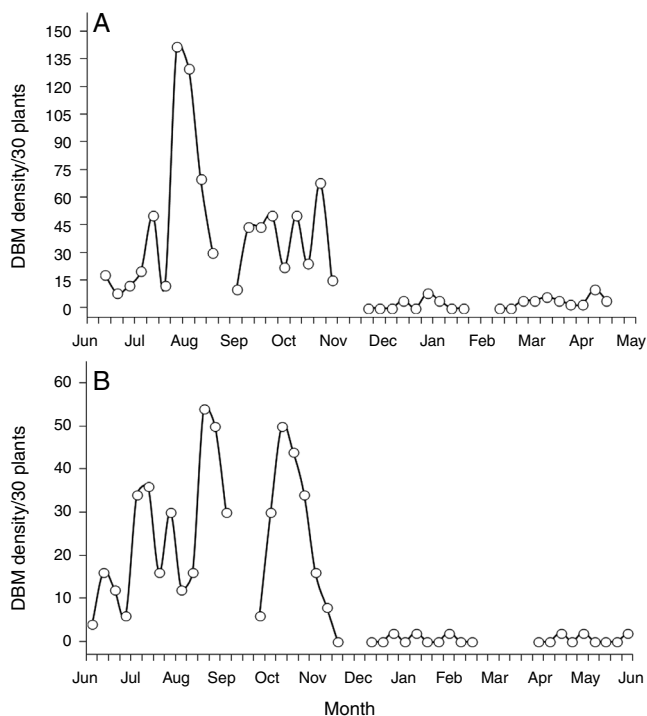 A
DBM density/30 plants
150
135
120
105
90
75
60
45
30
15
0
Jun Jul Aug Sep Oct Nov Dec Jan Feb Mar Apr May
B
DBM density/30 plants
60
50
40
30
20
10
0
Jun Jul Aug Sep Oct Nov Dec Jan Feb Mar Apr May Jun
Month